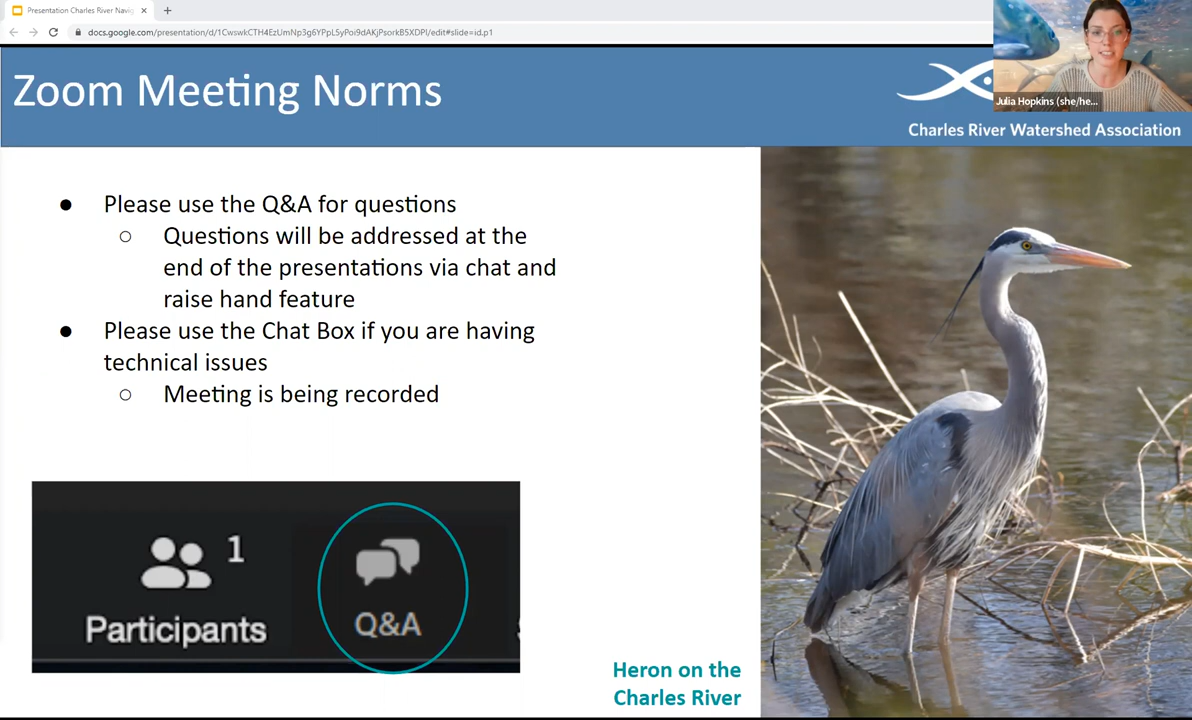 Presentation Charles River Navig
docs.google.com/presentation/d/1CwswkCTH4EzUmNp3g6YPpL5yPoi9dAKjPsorkB5XDPI/edit#slide=id.p1
Julia Hopkins (she/he...
Zoom Meeting Norms
Charles River Watershed Association
Please use the Q&A for questions
Questions will be addressed at the
end of the presentations via chat and
raise hand feature
Please use the Chat Box if you are having
technical issues
Meeting is being recorded
1
Participants
Q&A
Heron on the
Charles River